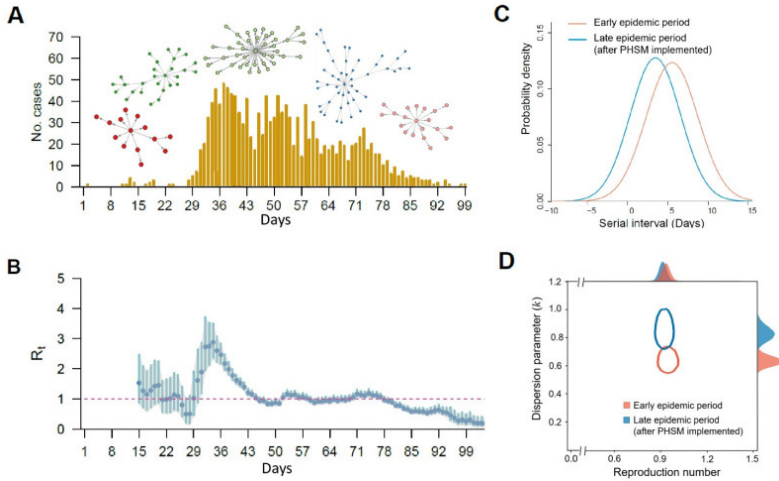 A
70
60
50
40
30
20
10
0
No. cases
1 8 15 22 29 36 43 50 57 64 71 78 85 92 99
Days
B
5
4
3
2
1
0
Rt
1 8 15 22 29 36 43 50 57 64 71 78 85 92 99
Days
C
Early epidemic period
Late epidemic period
(after PHSM implemented)
0.15
0.10
0.05
0.00
Probability density
−10 −5 0 5 10 15
Serial interval (Days)
D
1.2
1.0
0.8
0.6
0.4
0.2
Dispersion parameter (k)
Early epidemic period
Late epidemic period
(after PHSM implemented)
0.0 0.6 0.9 1.2 1.5
Reproduction number